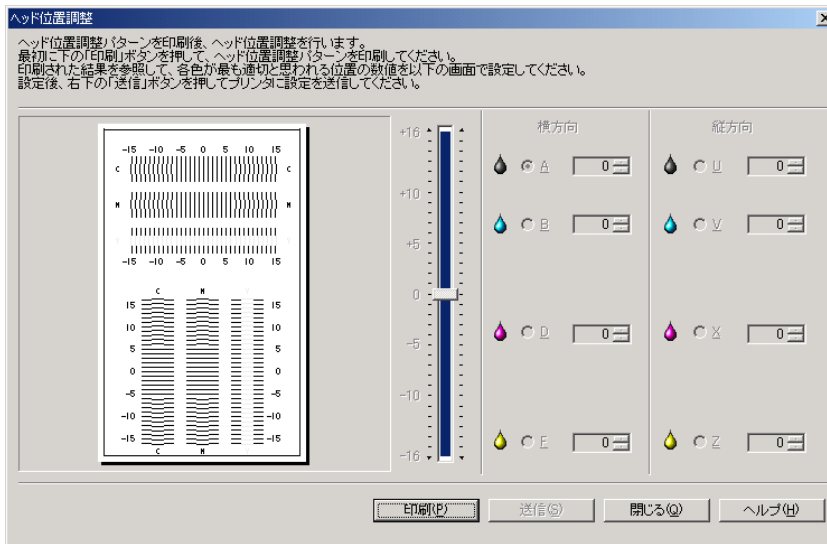 ヘッド位置調整
ヘッド位置調整パターンを印刷後、ヘッド位置調整を行います。
最初に下の「印刷」ボタンを押して、ヘッド位置調整パターンを印刷してください。
印刷された結果を参照して、各色が最も適切と思われる位置の数値を以下の画面で設定してください。
設定後、右下の「送信」ボタンを押してプリンタに設定を送信してください。
-15 -10 -5 0 5 10 15
C C
M M
Y Y
-15 -10 -5 0 5 10 15
C M Y
15 15
10 10
5 5
0 0
-5 -5
-10 -10
-15 -15
C M Y
+16
+10
+5
0
-5
-10
-16
横方向 縦方向
A 0 U 0
B 0 V 0
D 0 X 0
E 0 Z 0
印刷(P) 送信(S) 閉じる(Q) ヘルプ(H)